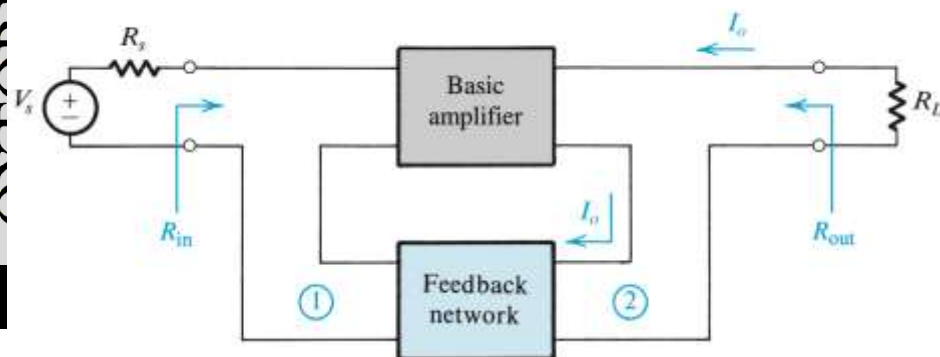 I_o
R_s
V_s
Basic
amplifier
R_L
R_in
I_o
R_out
1
Feedback
network
2